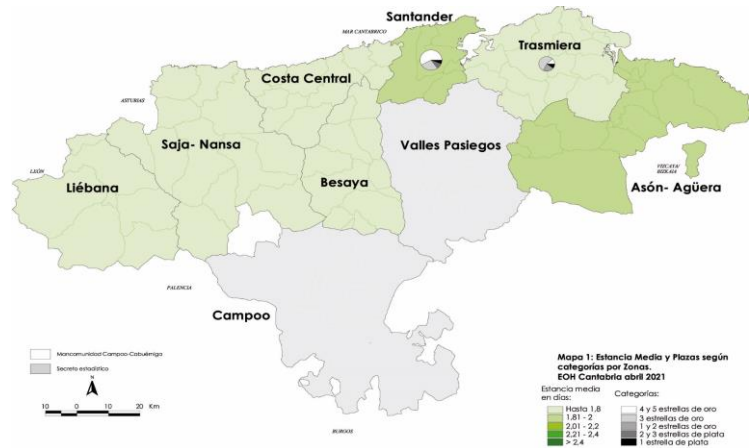 Santander
MAR CANTABRICO
Trasmiera
Costa Central
ASTURIAS
Saja- Nansa
Valles Pasiegos
LEÓN
Liébana
Besaya
VIZCAYA/
BIZKAIA
Asón- Agüera
PALENCIA
Campoo
Mancomunidad Campoo-Cabuérniga
Secreto estadístico
N
10 0 10 20 Km
BURGOS
Mapa 1: Estancia Media y Plazas según
categorías por Zonas.
EOH Cantabria abril 2021
Estancia media
en días:
Hasta 1,8
1,81 - 2
2,01 - 2,2
2,21 - 2,4
> 2,4
Categorías:
4 y 5 estrellas de oro
3 estrellas de oro
1 y 2 estrellas de oro
2 y 3 estrellas de plata
1 estrella de plata